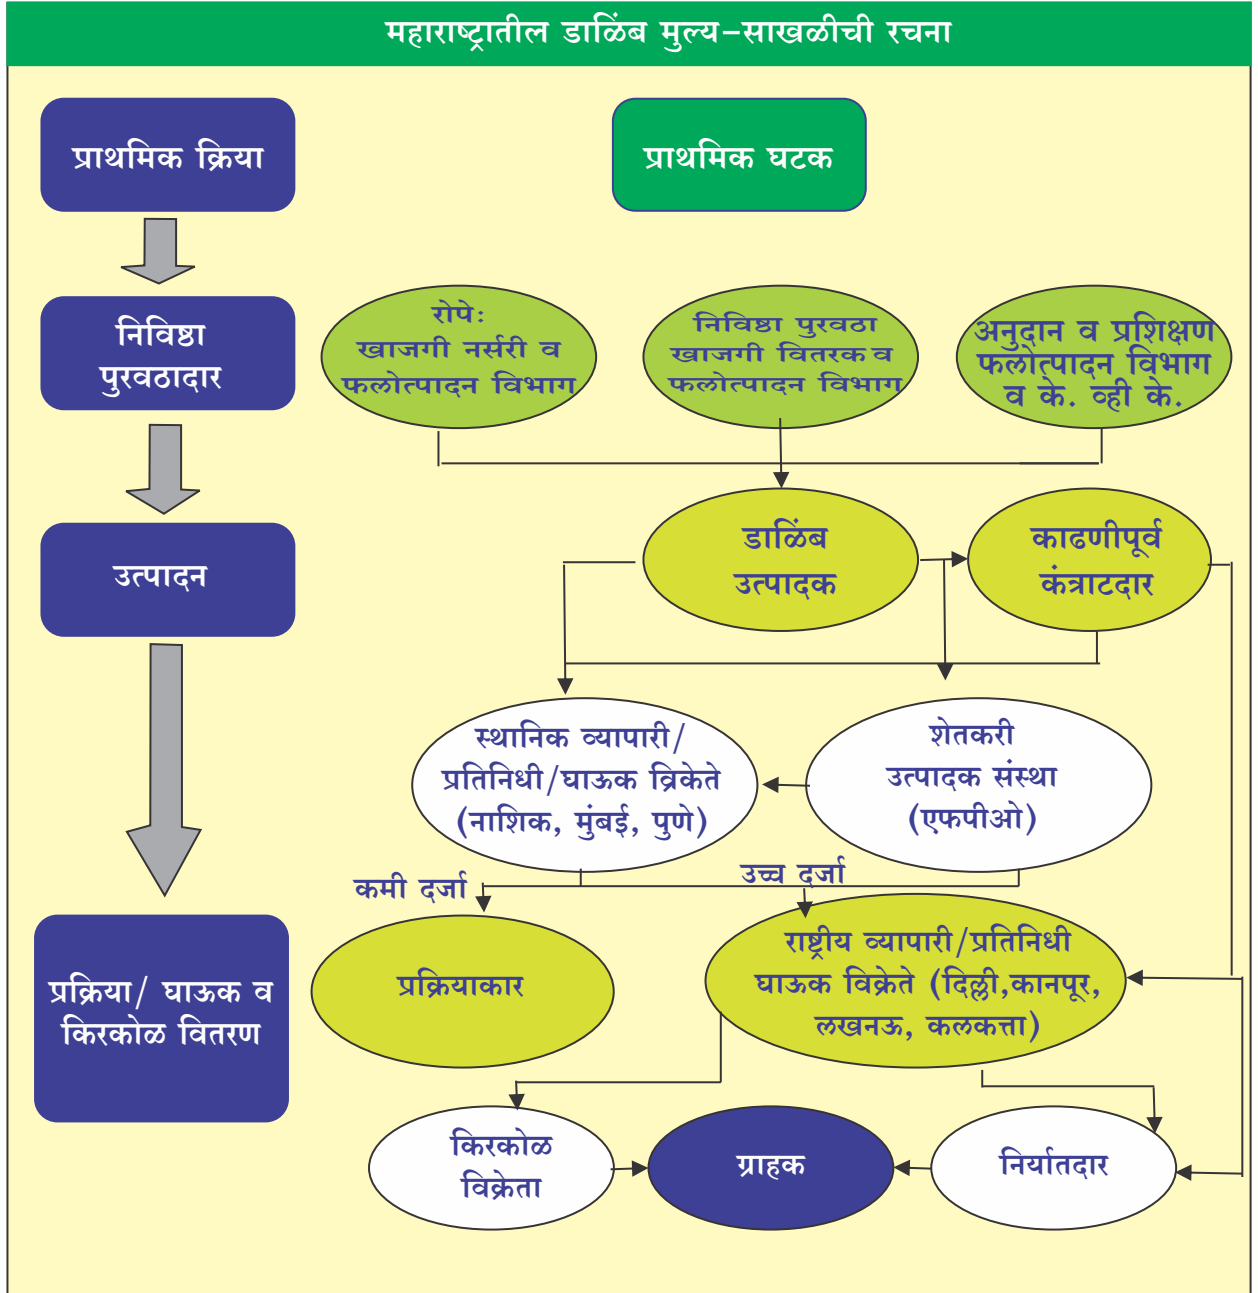 महाराष्ट्रातील डाळिंब मुल्य-साखळीची रचना
प्राथमिक क्रिया
प्राथमिक घटक
निविष्ठा
पुरवठादार
रोपे:
खाजगी नर्सरी व
फलोत्पादन विभाग
निविष्ठा पुरवठा
खाजगी वितरक व
फलोत्पादन विभाग
अनुदान व प्रशिक्षण
फलोत्पादन विभाग
व के. व्ही के.
उत्पादन
डाळिंब
उत्पादक
काढणीपूर्व
कंत्राटदार
स्थानिक व्यापारी/
प्रतिनिधी/घाऊक व्रिकेते
(नाशिक, मुंबई, पुणे)
शेतकरी
उत्पादक संस्था
(एफपीओ)
कमी दर्जा
उच्च दर्जा
प्रक्रिया/ घाऊक व
किरकोळ वितरण
प्रक्रियाकार
राष्ट्रीय व्यापारी/प्रतिनिधी
घाऊक विक्रेते (दिल्ली,कानपूर,
लखनऊ, कलकत्ता)
किरकोळ
विक्रेता
ग्राहक
निर्यातदार